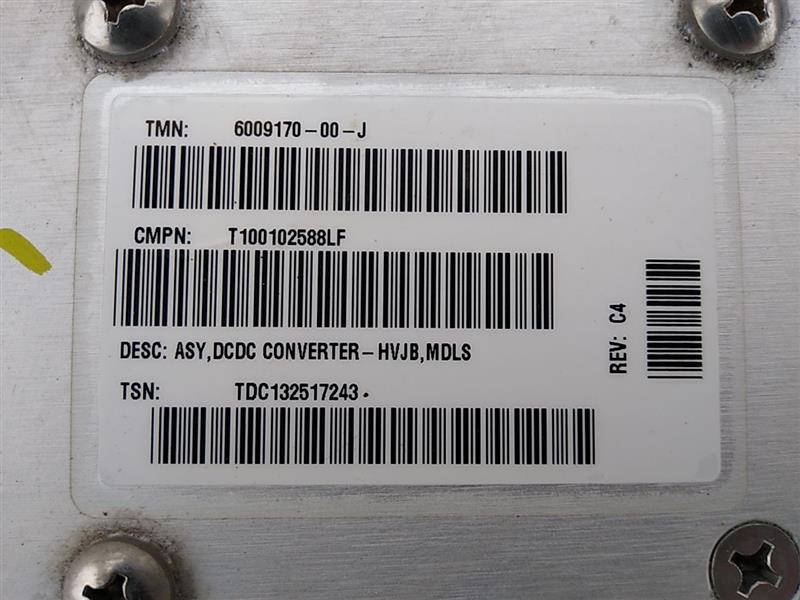 TMN: 6009170-00-J
CMPN: T100102588LF
DESC: ASY,DCDC CONVERTER-HVJB,MDLS
TSN: TDC132517243
REV: C4